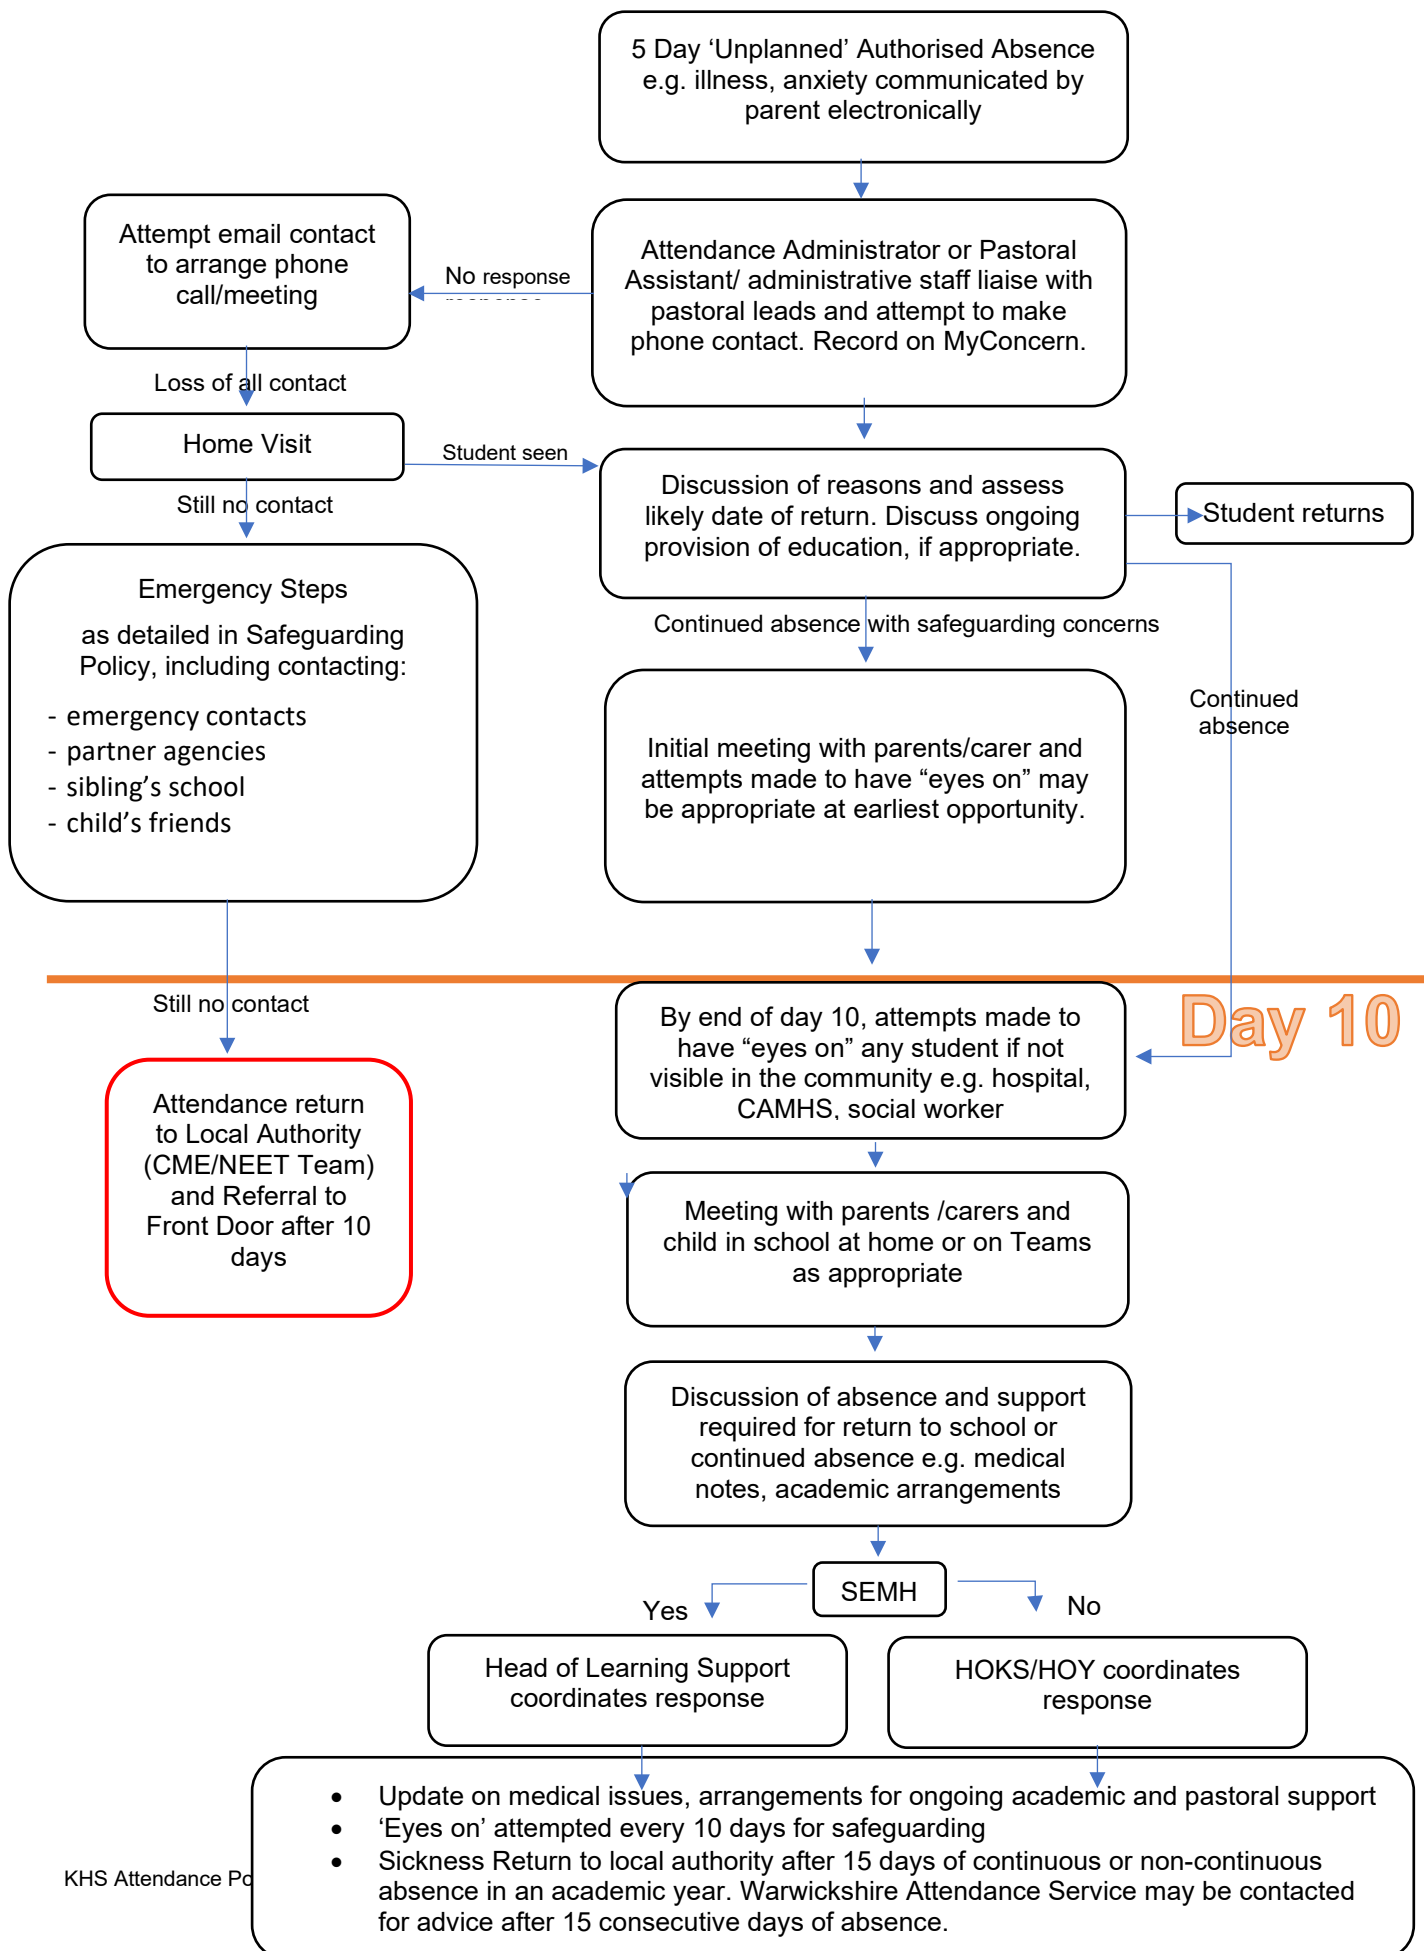 5 Day ‘Unplanned’ Authorised Absence
e.g. illness, anxiety communicated by
parent electronically
Attempt email contact
to arrange phone
call/meeting
No response
Attendance Administrator or Pastoral
Assistant/ administrative staff liaise with
pastoral leads and attempt to make
phone contact. Record on MyConcern.
Loss of all contact
Home Visit
Student seen
Still no contact
Discussion of reasons and assess
likely date of return. Discuss ongoing
provision of education, if appropriate.
Student returns
Emergency Steps
as detailed in Safeguarding
Policy, including contacting:
- emergency contacts
- partner agencies
- sibling’s school
- child’s friends
Continued absence with safeguarding concerns
Continued
absence
Initial meeting with parents/carer and
attempts made to have “eyes on” may
be appropriate at earliest opportunity.
Day 10
Still no contact
By end of day 10, attempts made to
have “eyes on” any student if not
visible in the community e.g. hospital,
CAMHS, social worker
Attendance return
to Local Authority
(CME/NEET Team)
and Referral to
Front Door after 10
days
Meeting with parents /carers and
child in school at home or on Teams
as appropriate
Discussion of absence and support
required for return to school or
continued absence e.g. medical
notes, academic arrangements
SEMH
Yes
No
Head of Learning Support
coordinates response
HOKS/HOY coordinates
response
• Update on medical issues, arrangements for ongoing academic and pastoral support
• ‘Eyes on’ attempted every 10 days for safeguarding
• Sickness Return to local authority after 15 days of continuous or non-continuous
absence in an academic year. Warwickshire Attendance Service may be contacted
for advice after 15 consecutive days of absence.
KHS Attendance Po